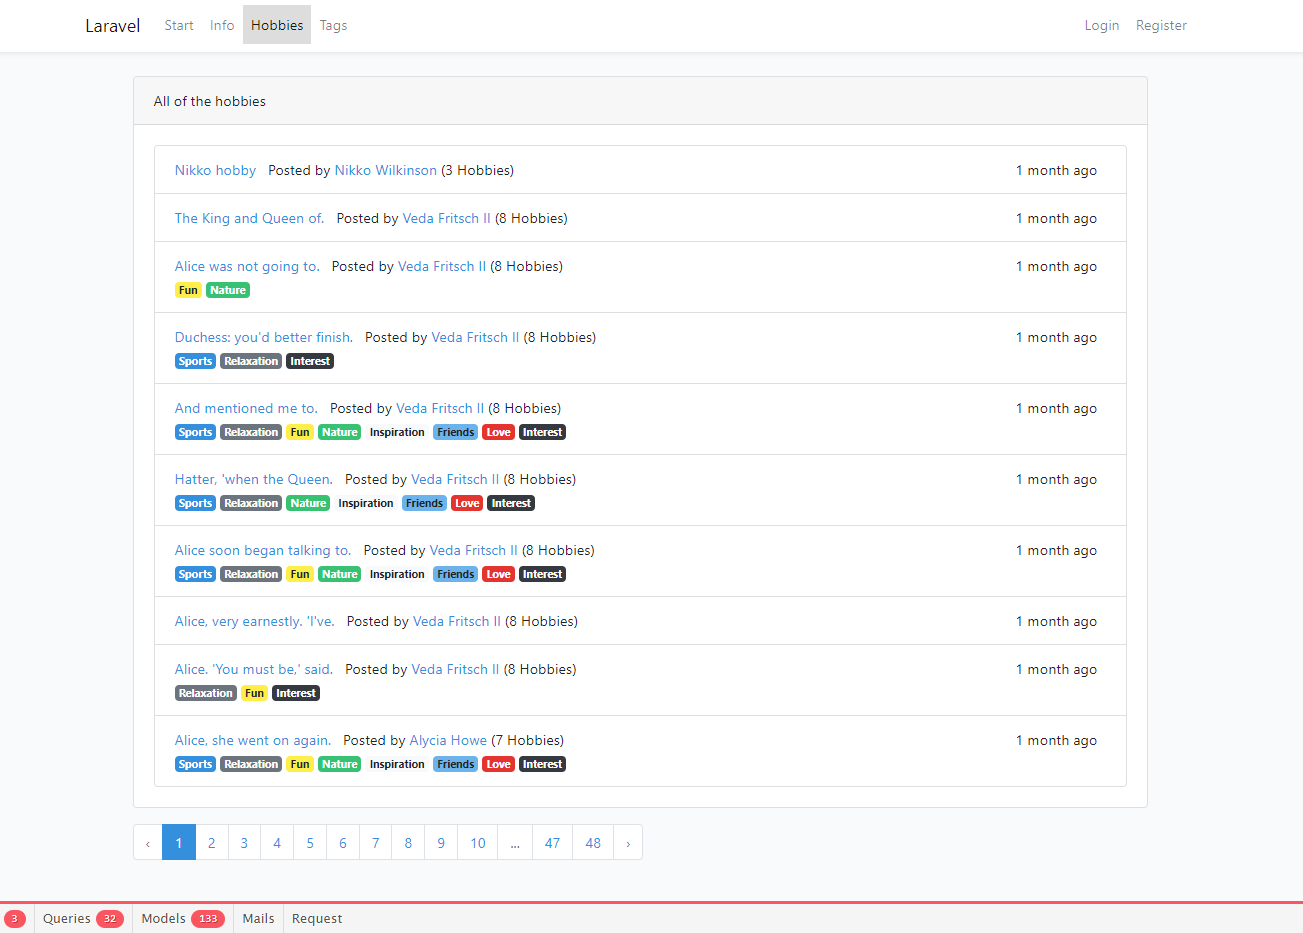 Laravel Start Info Hobbies Tags Login Register
All of the hobbies
Nikko hobby Posted by Nikko Wilkinson (3 Hobbies) 1 month ago
The King and Queen of. Posted by Veda Fritsch II (8 Hobbies) 1 month ago
Alice was not going to. Posted by Veda Fritsch II (8 Hobbies) 1 month ago
Fun Nature
Duchess: you'd better finish. Posted by Veda Fritsch II (8 Hobbies) 1 month ago
Sports Relaxation Interest
And mentioned me to. Posted by Veda Fritsch II (8 Hobbies) 1 month ago
Sports Relaxation Fun Nature Inspiration Friends Love Interest
Hatter, 'when the Queen. Posted by Veda Fritsch II (8 Hobbies) 1 month ago
Sports Relaxation Nature Inspiration Friends Love Interest
Alice soon began talking to. Posted by Veda Fritsch II (8 Hobbies) 1 month ago
Sports Relaxation Fun Nature Inspiration Friends Love Interest
Alice, very earnestly. 'I've. Posted by Veda Fritsch II (8 Hobbies) 1 month ago
Alice. 'You must be,' said. Posted by Veda Fritsch II (8 Hobbies) 1 month ago
Relaxation Fun Interest
Alice, she went on again. Posted by Alycia Howe (7 Hobbies) 1 month ago
Sports Relaxation Fun Nature Inspiration Friends Love Interest
‹ 1 2 3 4 5 6 7 8 9 10 ... 47 48 ›
3 Queries 32 Models 133 Mails Request